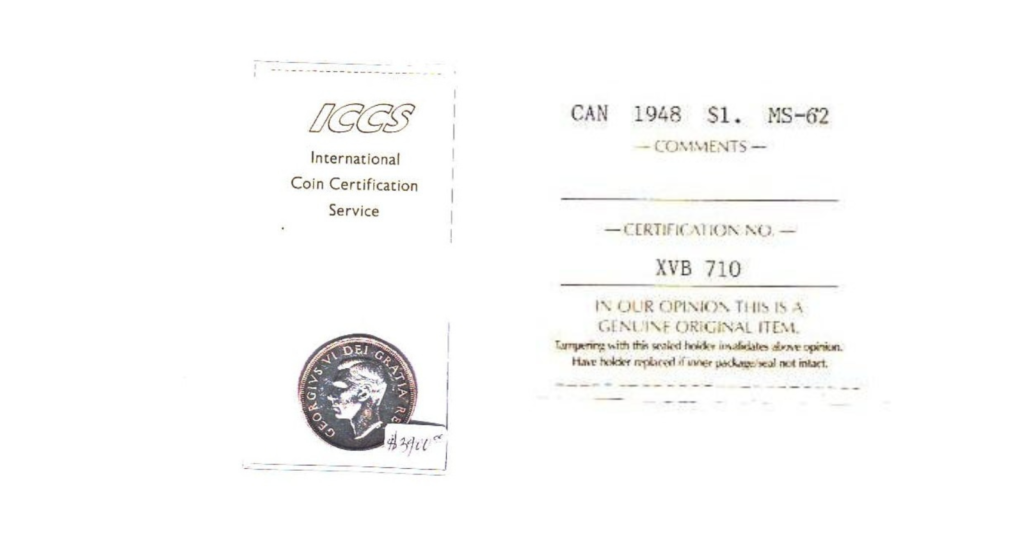 ICCS
International
Coin Certification
Service
GEORGIVS VI DEI GRATIA RE
CAN 1948 $1. MS-62
— COMMENTS —
— CERTIFICATION NO. —
XVB 710
IN OUR OPINION THIS IS A
GENUINE ORIGINAL ITEM.
Tampering with this sealed holder invalidates above opinion.
Have holder replaced if inner package/seal not intact.